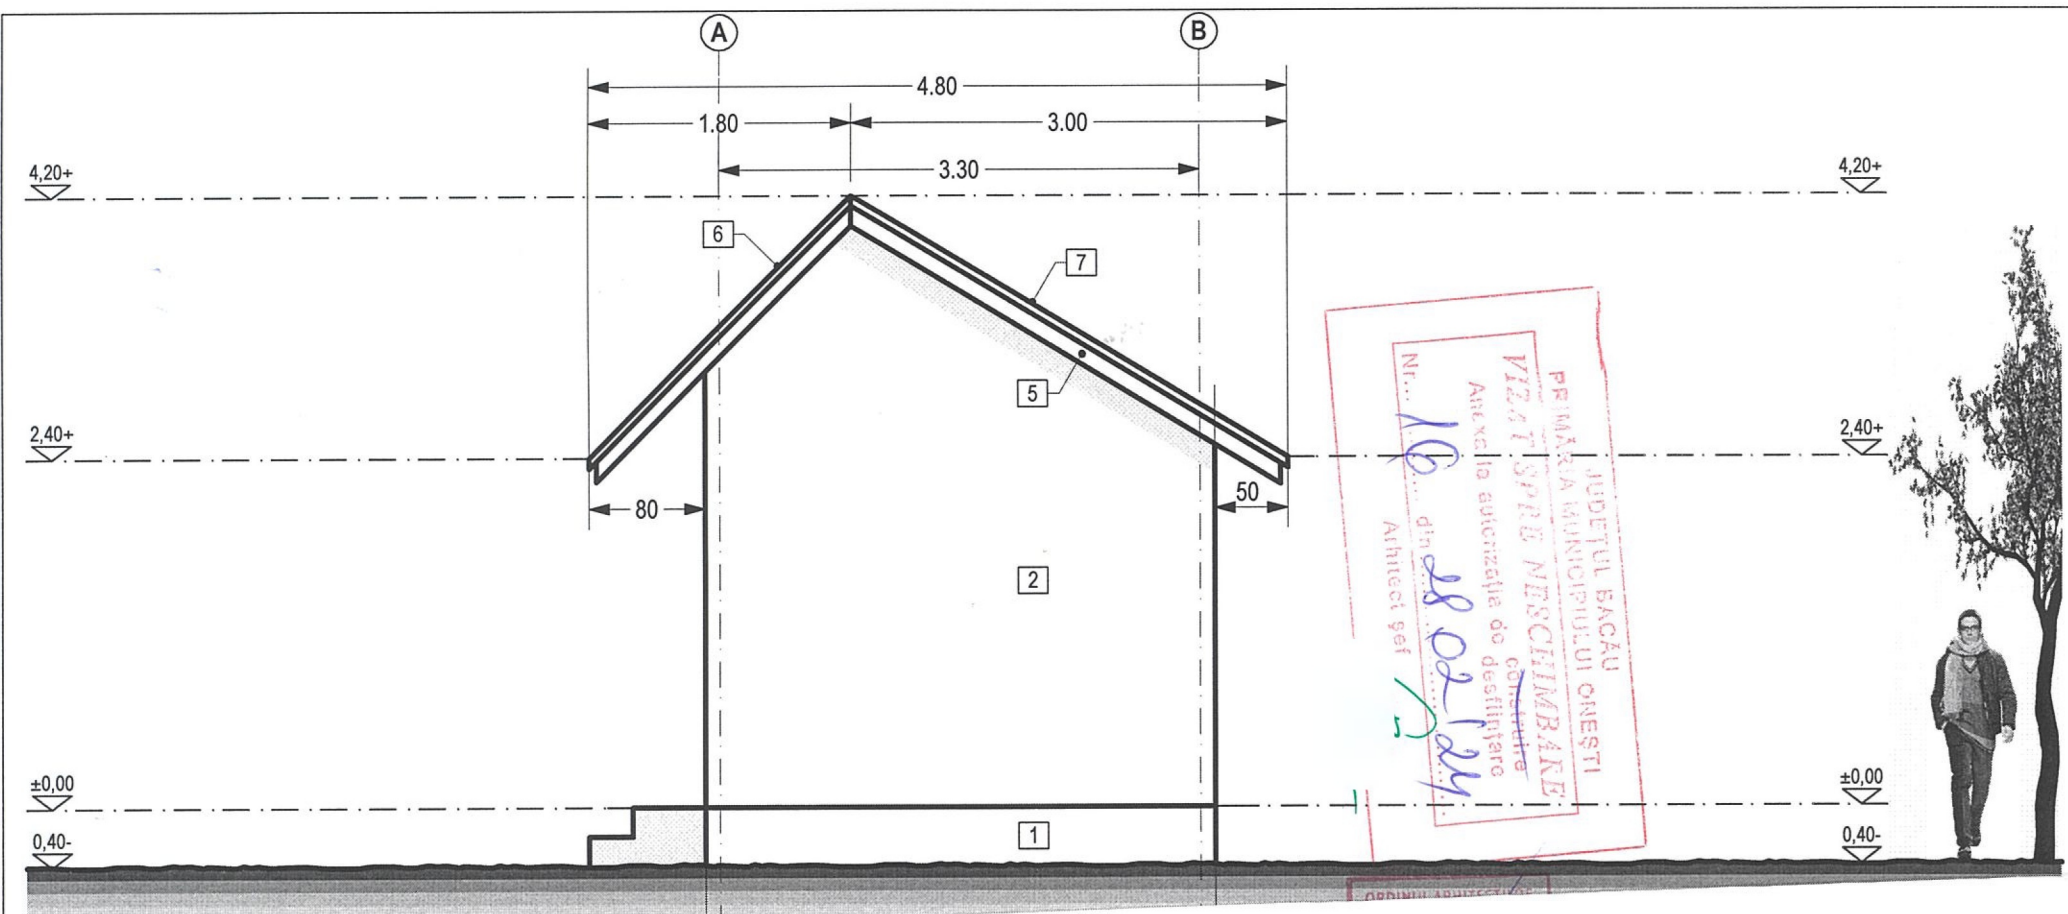 A
B
4.80
1.80
3.00
3.30
4,20+
4,20+
6
7
5
2,40+
2,40+
80
50
2
±0,00
±0,00
1
0,40-
0,40-
JUDEȚUL BACĂU
PRIMĂRIA MUNICIPIULUI ONEȘTI
VIZAT SPRE NESCHIMBARE
Anexa la autorizația de construire
desființare
Nr... 16 din 28 02 '24
Arhitect șef